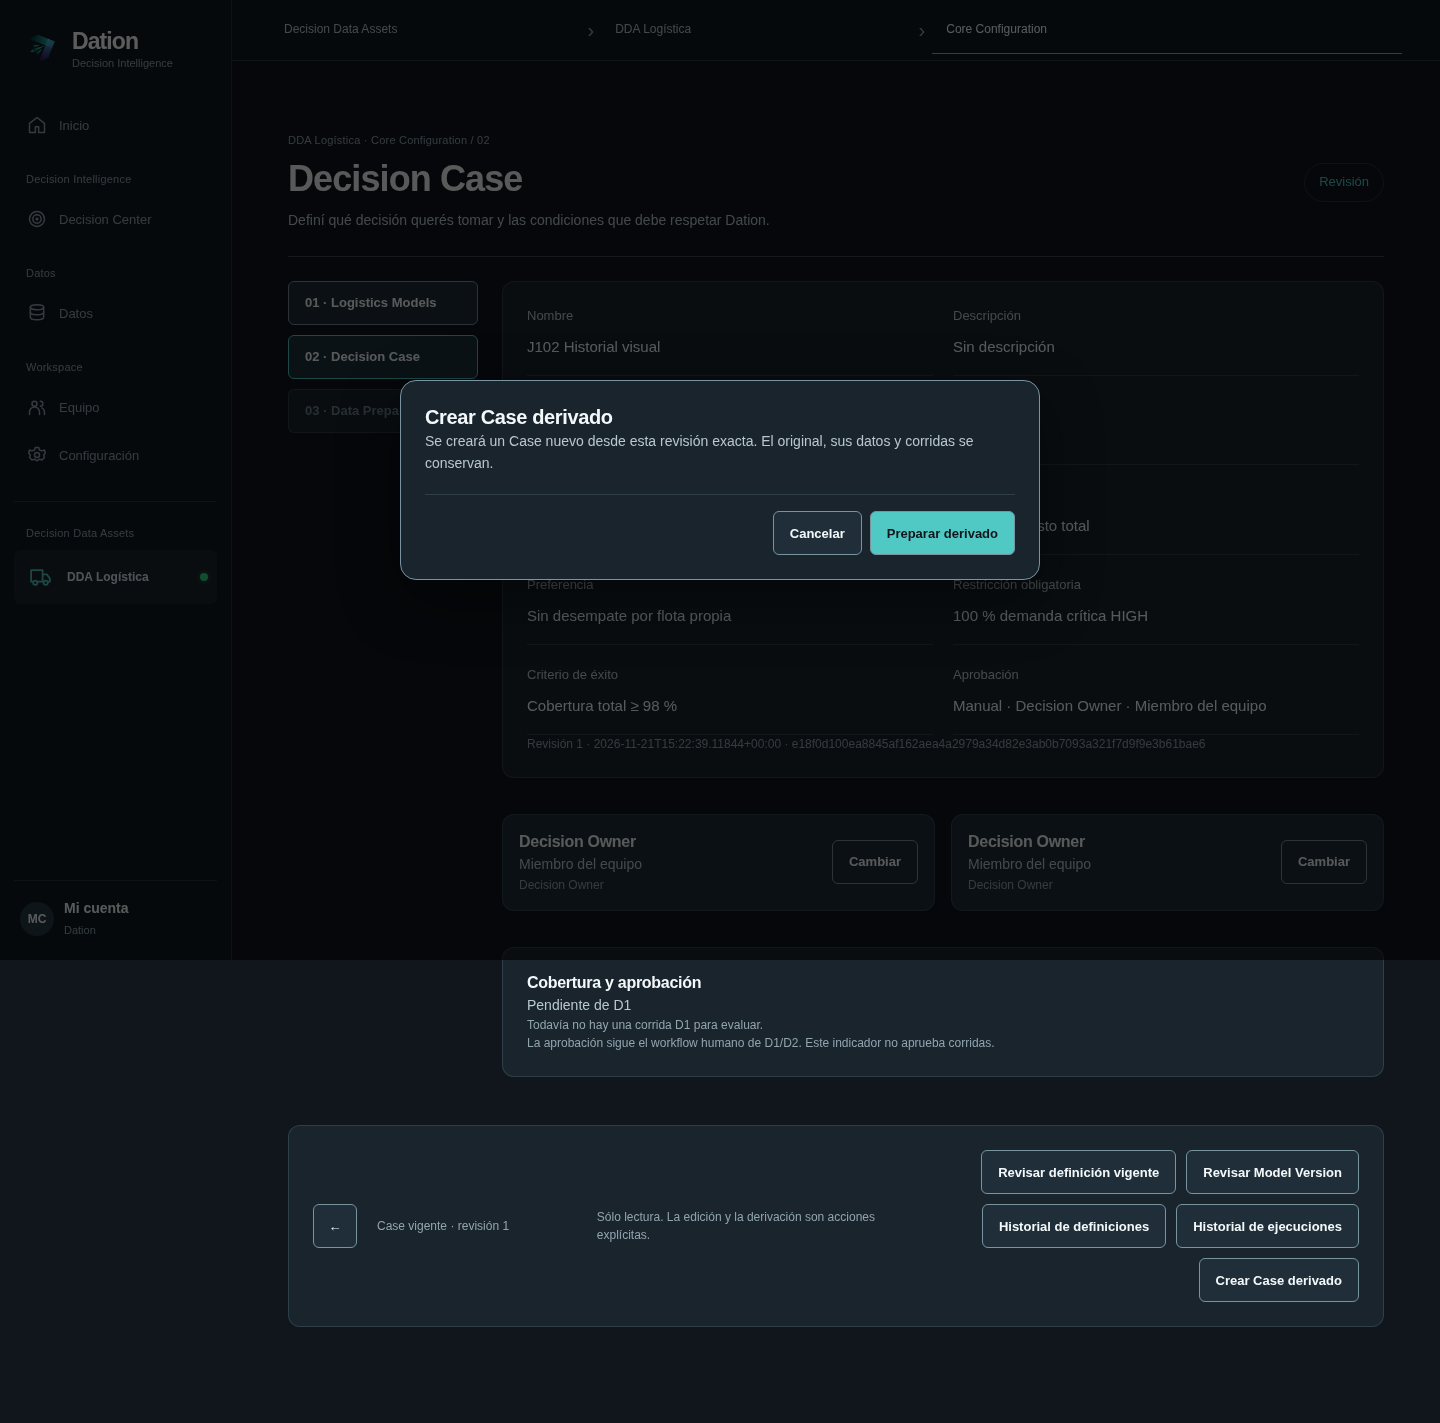 Dation
Decision Intelligence
Inicio
Decision Intelligence
Decision Center
Datos
Datos
Workspace
Equipo
Configuración
Decision Data Assets
DDA Logística
MC
Mi cuenta
Dation
Decision Data Assets › DDA Logística › Core Configuration
DDA Logística · Core Configuration / 02
Decision Case
Revisión
Definí qué decisión querés tomar y las condiciones que debe respetar Dation.
01 · Logistics Models
02 · Decision Case
03 · Data Prepa
Nombre
J102 Historial visual
Descripción
Sin descripción
Crear Case derivado
Se creará un Case nuevo desde esta revisión exacta. El original, sus datos y corridas se
conservan.
Cancelar
Preparar derivado
sto total
Preferencia
Sin desempate por flota propia
Restricción obligatoria
100 % demanda crítica HIGH
Criterio de éxito
Cobertura total ≥ 98 %
Aprobación
Manual · Decision Owner · Miembro del equipo
Revisión 1 · 2026-11-21T15:22:39.11844+00:00 · e18f0d100ea8845af162aea4a2979a34d82e3ab0b7093a321f7d9f9e3b61bae6
Decision Owner
Miembro del equipo
Decision Owner
Cambiar
Decision Owner
Miembro del equipo
Decision Owner
Cambiar
Cobertura y aprobación
Pendiente de D1
Todavía no hay una corrida D1 para evaluar.
La aprobación sigue el workflow humano de D1/D2. Este indicador no aprueba corridas.
←
Case vigente · revisión 1
Sólo lectura. La edición y la derivación son acciones
explícitas.
Revisar definición vigente
Revisar Model Version
Historial de definiciones
Historial de ejecuciones
Crear Case derivado